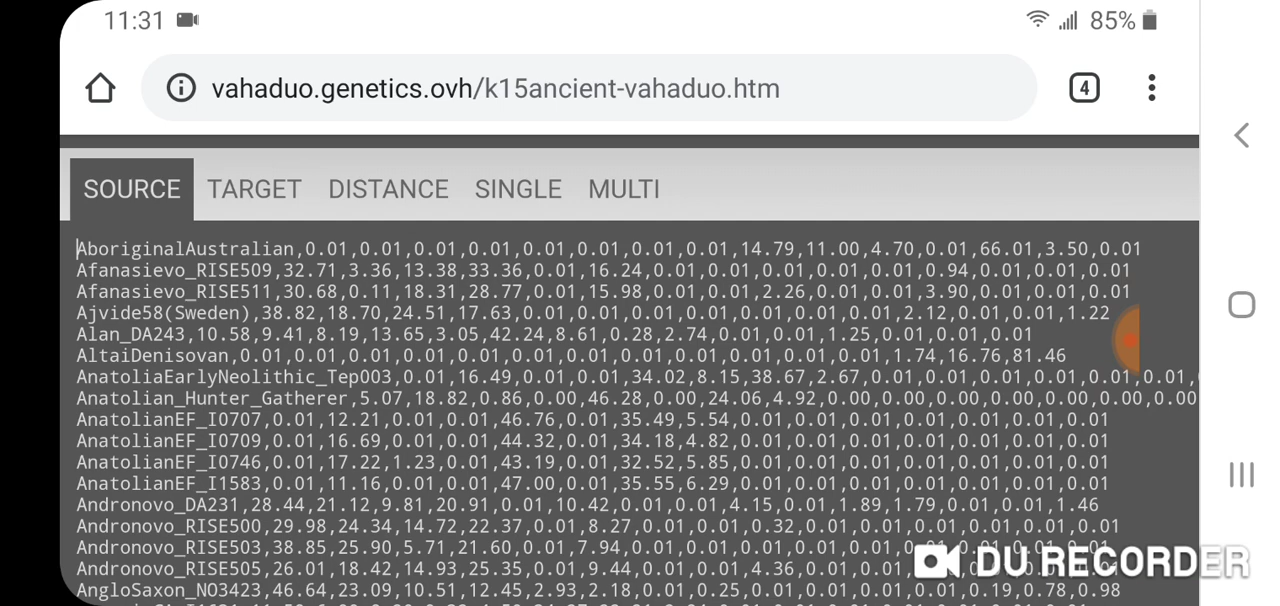 11:31 85%
vahaduo.genetics.ovh/k15ancient-vahaduo.htm 4
SOURCE TARGET DISTANCE SINGLE MULTI
AboriginalAustralian,0.01,0.01,0.01,0.01,0.01,0.01,0.01,0.01,14.79,11.00,4.70,0.01,66.01,3.50,0.01
Afanasievo_RISE509,32.71,3.36,13.38,33.36,0.01,16.24,0.01,0.01,0.01,0.01,0.01,0.94,0.01,0.01,0.01
Afanasievo_RISE511,30.68,0.11,18.31,28.77,0.01,15.98,0.01,0.01,2.26,0.01,0.01,3.90,0.01,0.01,0.01
Ajvide58(Sweden),38.82,18.70,24.51,17.63,0.01,0.01,0.01,0.01,0.01,0.01,0.01,2.12,0.01,0.01,1.22
Alan_DA243,10.58,9.41,8.19,13.65,3.05,42.24,8.61,0.28,2.74,0.01,0.01,1.25,0.01,0.01,0.01
AltaiDenisovan,0.01,0.01,0.01,0.01,0.01,0.01,0.01,0.01,0.01,0.01,0.01,0.01,1.74,16.76,81.46
AnatoliaEarlyNeolithic_Tep003,0.01,16.49,0.01,0.01,34.02,8.15,38.67,2.67,0.01,0.01,0.01,0.01,0.01,0.01,
Anatolian_Hunter_Gatherer,5.07,18.82,0.86,0.00,46.28,0.00,24.06,4.92,0.00,0.00,0.00,0.00,0.00,0.00,0.00
AnatolianEF_I0707,0.01,12.21,0.01,0.01,46.76,0.01,35.49,5.54,0.01,0.01,0.01,0.01,0.01,0.01,0.01
AnatolianEF_I0709,0.01,16.69,0.01,0.01,44.32,0.01,34.18,4.82,0.01,0.01,0.01,0.01,0.01,0.01,0.01
AnatolianEF_I0746,0.01,17.22,1.23,0.01,43.19,0.01,32.52,5.85,0.01,0.01,0.01,0.01,0.01,0.01,0.01
AnatolianEF_I1583,0.01,11.16,0.01,0.01,47.00,0.01,35.55,6.29,0.01,0.01,0.01,0.01,0.01,0.01,0.01
Andronovo_DA231,28.44,21.12,9.81,20.91,0.01,10.42,0.01,0.01,4.15,0.01,1.89,1.79,0.01,0.01,1.46
Andronovo_RISE500,29.98,24.34,14.72,22.37,0.01,8.27,0.01,0.01,0.32,0.01,0.01,0.01,0.01,0.01,0.01
Andronovo_RISE503,38.85,25.90,5.71,21.60,0.01,7.94,0.01,0.01,0.01,0.01,0.01,0.01,0.01,0.01,0.01
Andronovo_RISE505,26.01,18.42,14.93,25.35,0.01,9.44,0.01,0.01,4.36,0.01,0.01
AngloSaxon_NO3423,46.64,23.09,10.51,12.45,2.93,2.18,0.01,0.25,0.01,0.01,0.01,0.01,0.19,0.78,0.98
DU RECORDER